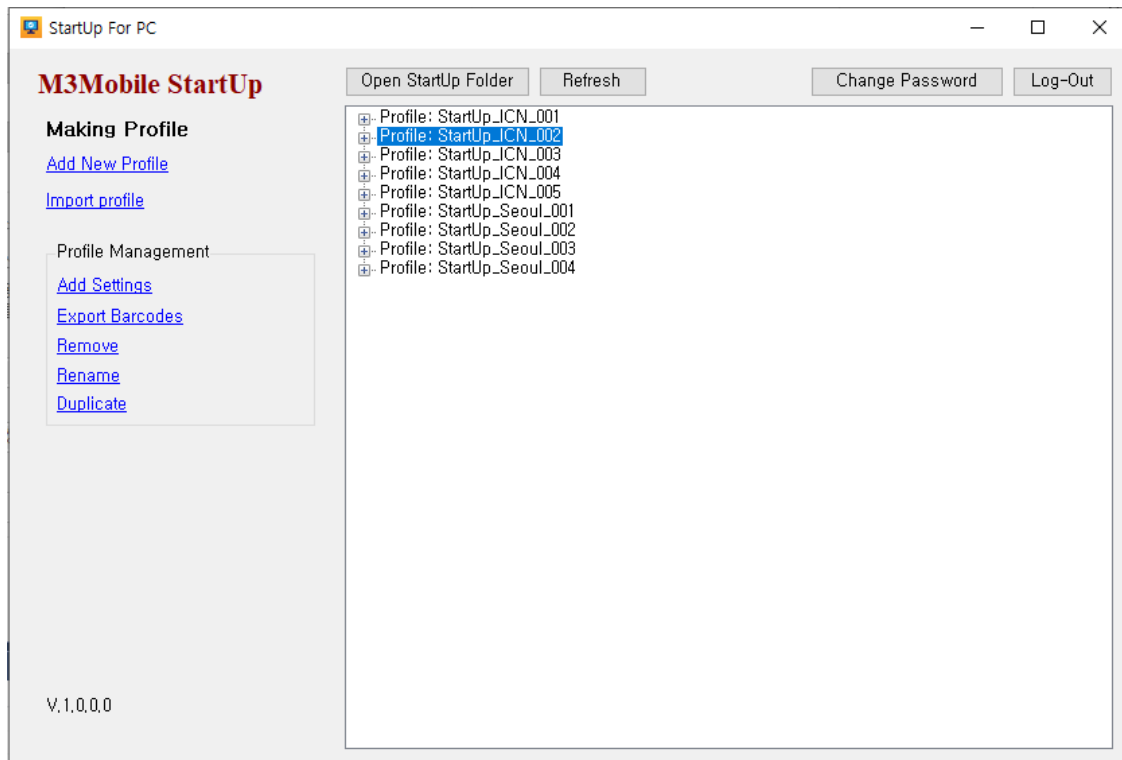 StartUp For PC
M3Mobile StartUp
Open StartUp Folder
Refresh
Change Password
Log-Out
Making Profile
Add New Profile
Import profile
Profile Management
Add Settings
Export Barcodes
Remove
Rename
Duplicate
V,1,0,0,0
Profile: StartUp_ICN_001
Profile: StartUp_ICN_002
Profile: StartUp_ICN_003
Profile: StartUp_ICN_004
Profile: StartUp_ICN_005
Profile: StartUp_Seoul_001
Profile: StartUp_Seoul_002
Profile: StartUp_Seoul_003
Profile: StartUp_Seoul_004